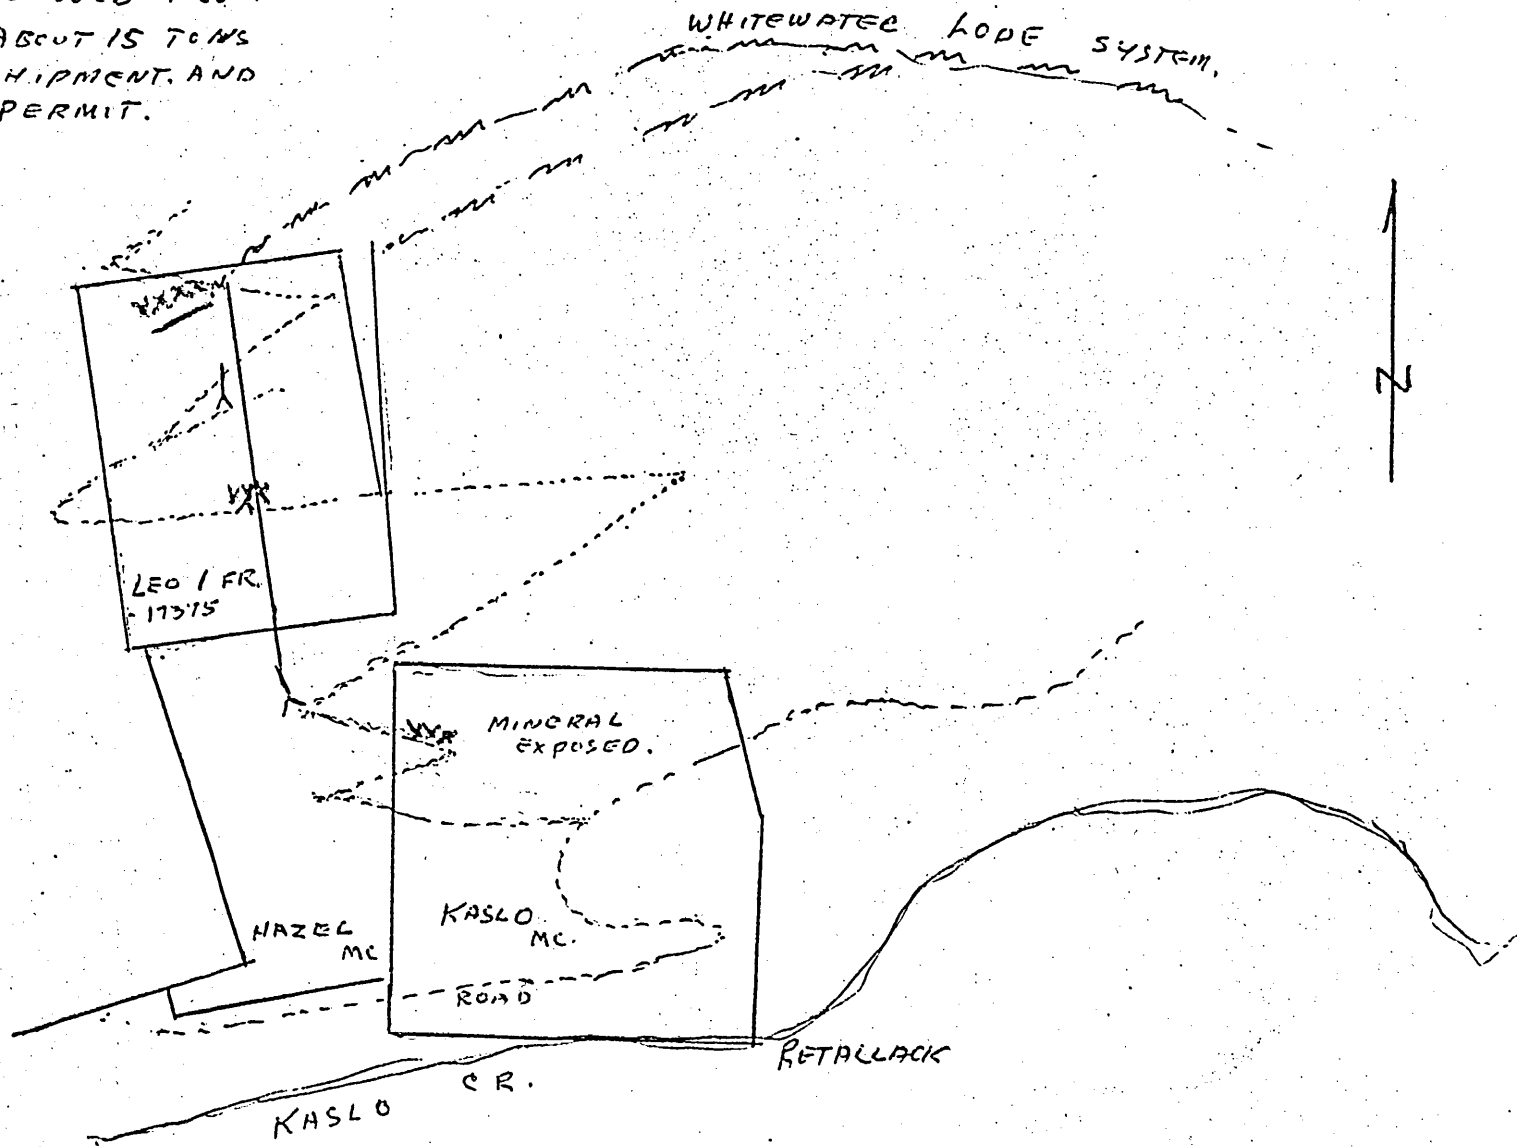 ABOUT 15 TONS
HIPMENT. AND
PERMIT.
WHITEWATER LODE SYSTEM.
N
LEO 1 FR.
17375
MINERAL
EXPOSED.
HAZEL
MC
KASLO
MC.
ROAD
RETALLACK
KASLO CR.